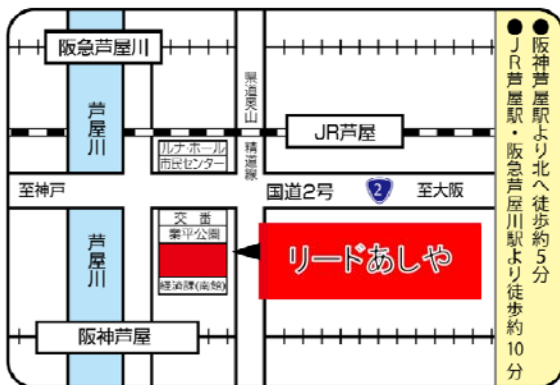 阪急芦屋川
芦屋川
県道奥山
精道線
JR芦屋
ルナ・ホール
市民センター
至神戸
国道2号
2
至大阪
芦屋川
交番
業平公園
経済課(南館)
リードあしや
阪神芦屋
●阪神芦屋駅より北へ徒歩約5分
●JR芦屋駅・阪急芦屋川駅より徒歩約10分